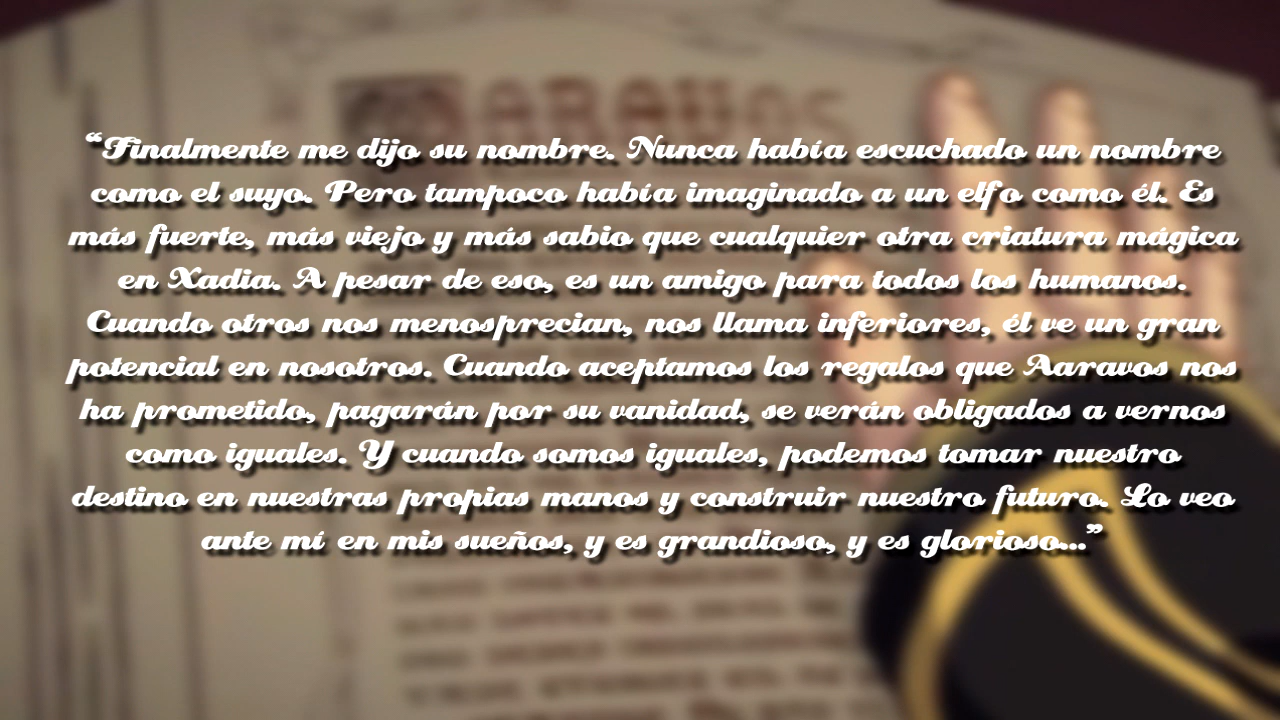 “Finalmente me dijo su nombre. Nunca había escuchado un nombre
como el suyo. Pero tampoco había imaginado a un elfo como él. Es
más fuerte, más viejo y más sabio que cualquier otra criatura mágica
en Xadia. A pesar de eso, es un amigo para todos los humanos.
Cuando otros nos menosprecian, nos llama inferiores, él ve un gran
potencial en nosotros. Cuando aceptamos los regalos que Aaravos nos
ha prometido, pagarán por su vanidad, se verán obligados a vernos
como iguales. Y cuando somos iguales, podemos tomar nuestro
destino en nuestras propias manos y construir nuestro futuro. Lo veo
ante mí en mis sueños, y es grandioso, y es glorioso...”